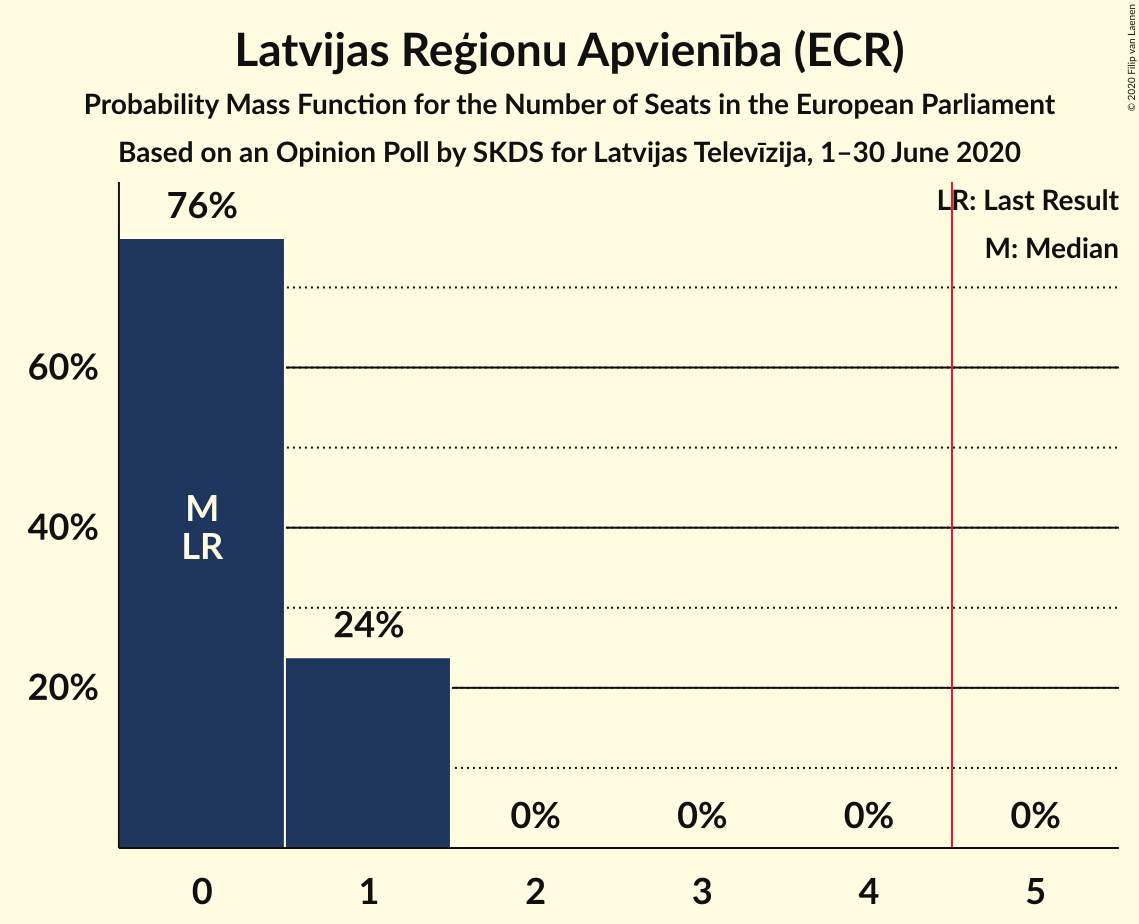 Latvijas Reģionu Apvienība (ECR)
Probability Mass Function for the Number of Seats in the European Parliament
Based on an Opinion Poll by SKDS for Latvijas Televīzija, 1–30 June 2020
© 2020 Filip van Laenen
LR: Last Result
M: Median
76%
60%
M
40%
LR
24%
20%
0% 0% 0% 0%
0 1 2 3 4 5